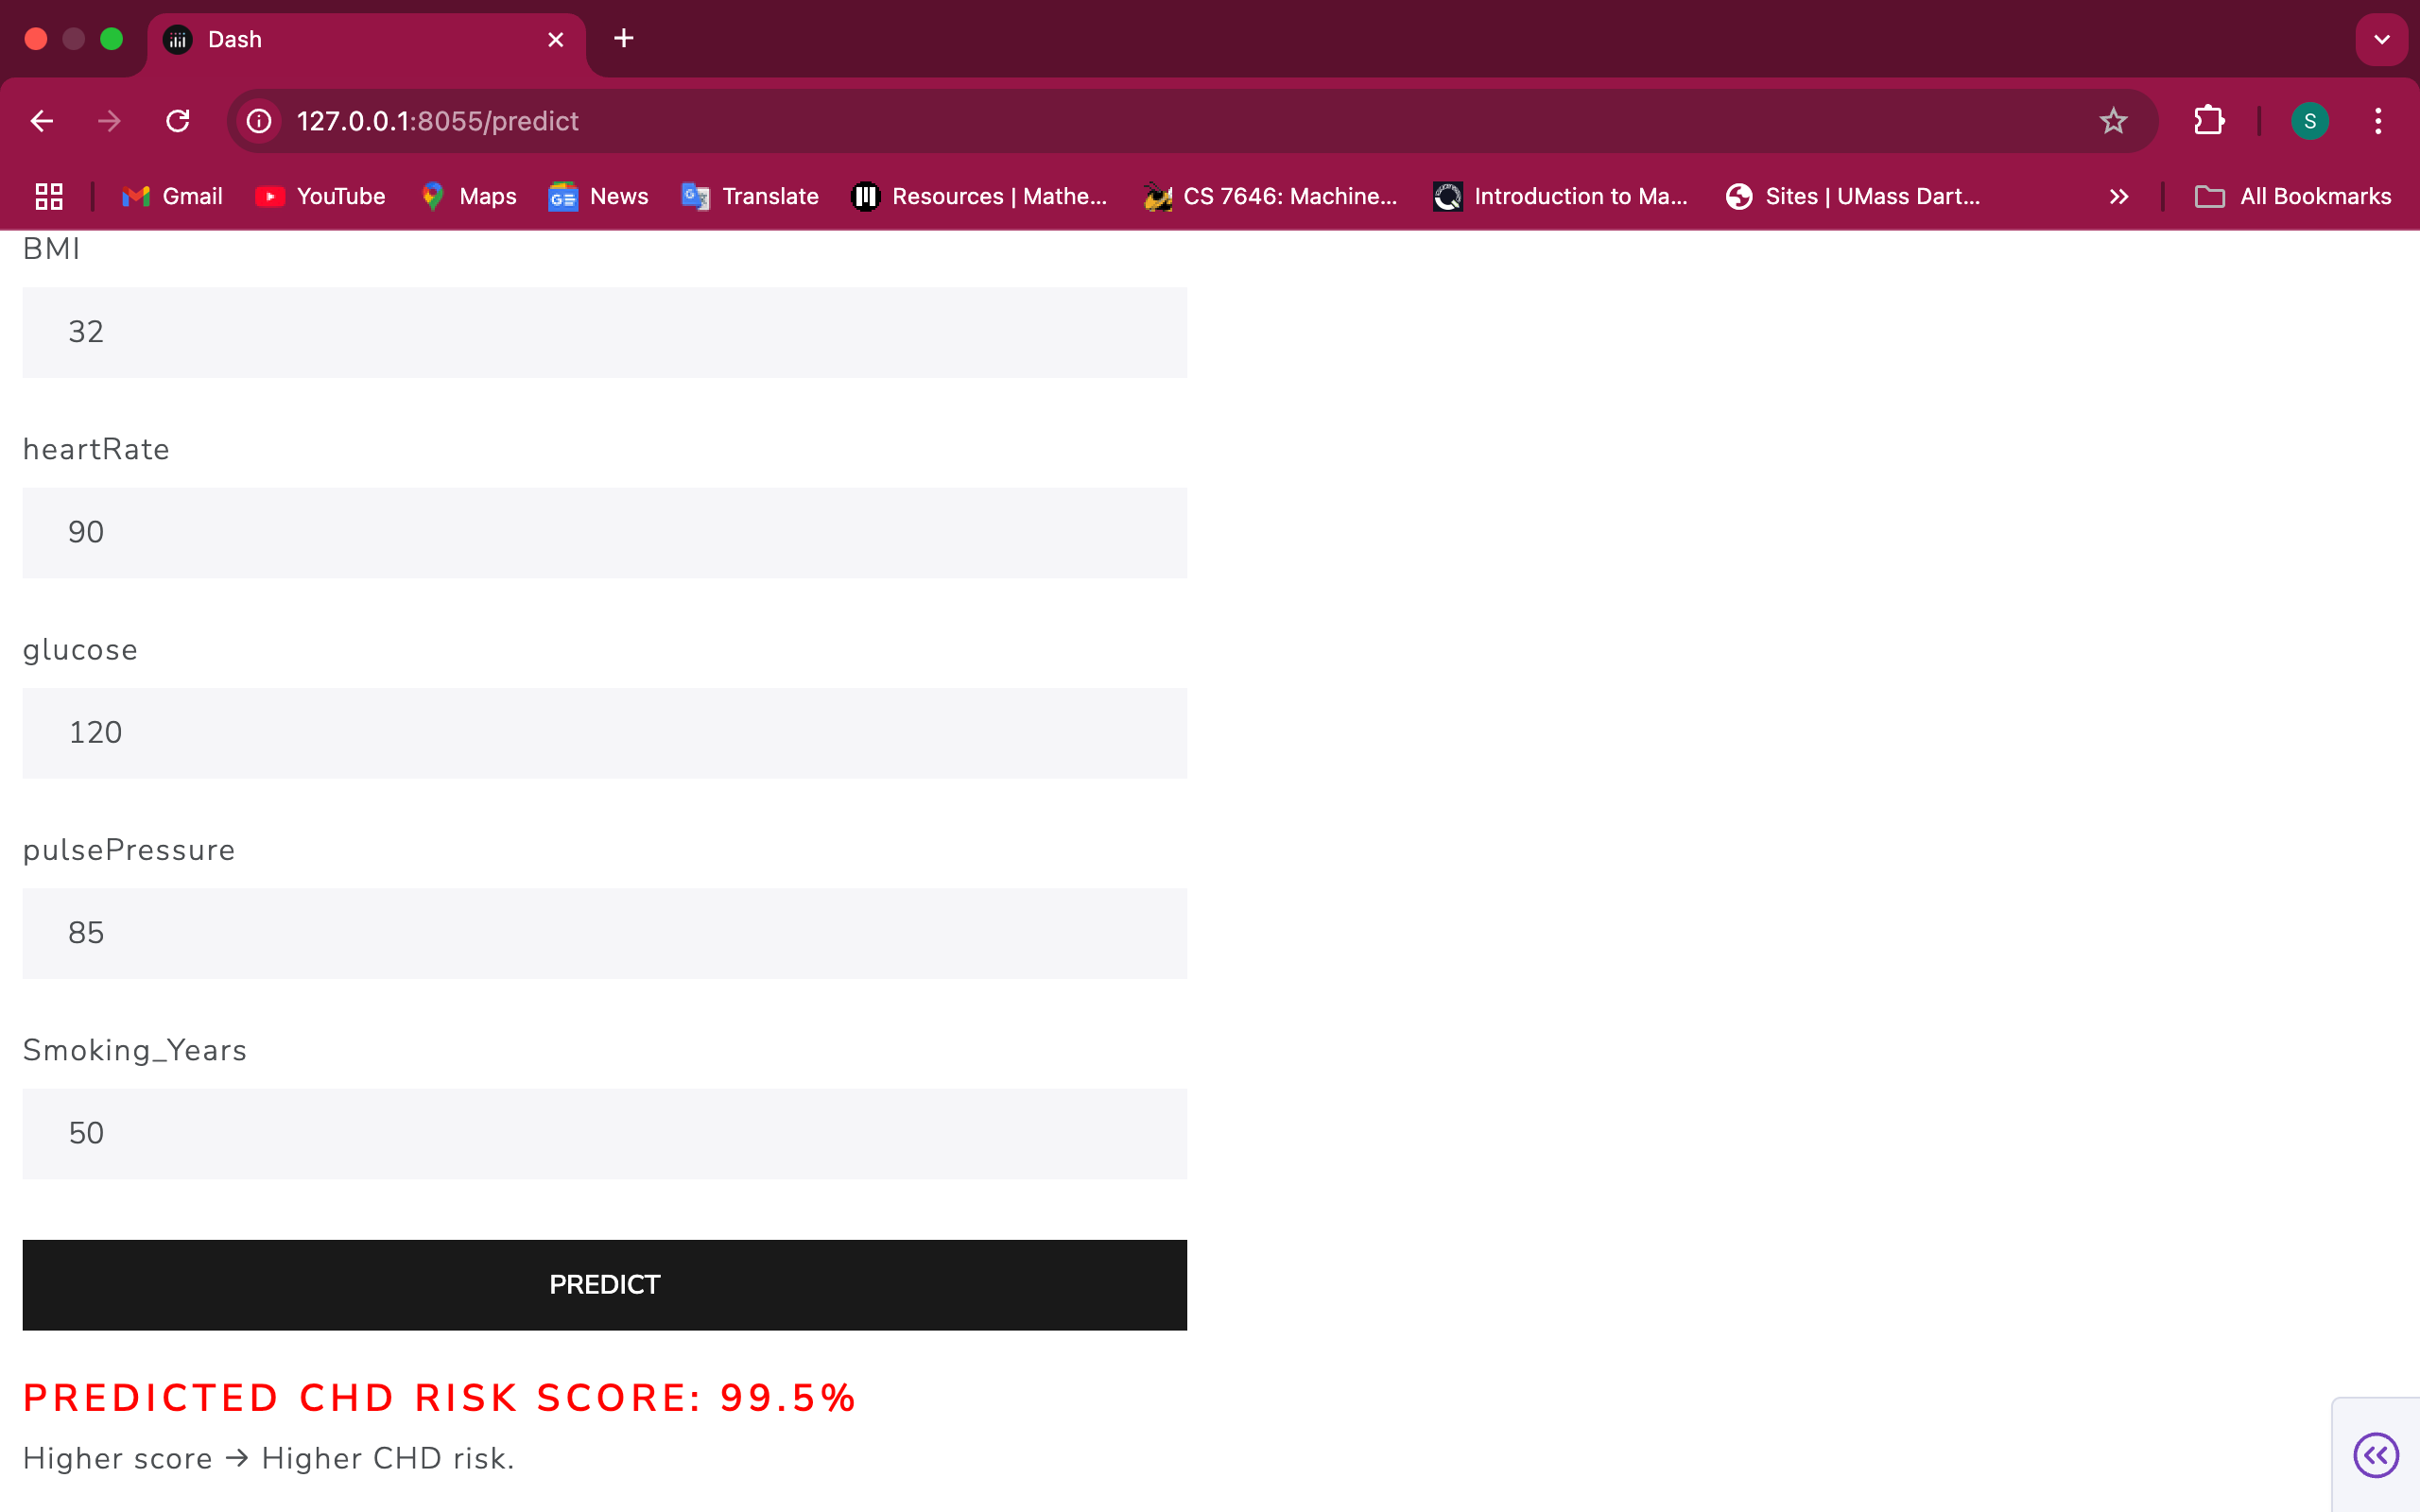 Dash
127.0.0.1:8055/predict
S
Gmail YouTube Maps News Translate Resources | Mathe... CS 7646: Machine... Introduction to Ma... Sites | UMass Dart... All Bookmarks
BMI
32
heartRate
90
glucose
120
pulsePressure
85
Smoking_Years
50
PREDICT
PREDICTED CHD RISK SCORE: 99.5%
Higher score → Higher CHD risk.